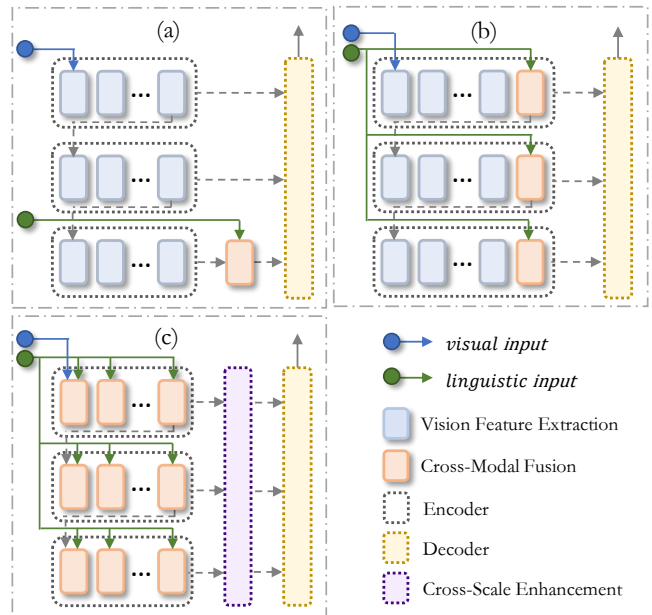 (a)
(b)
(c)
visual input
linguistic input
Vision Feature Extraction
Cross-Modal Fusion
Encoder
Decoder
Cross-Scale Enhancement